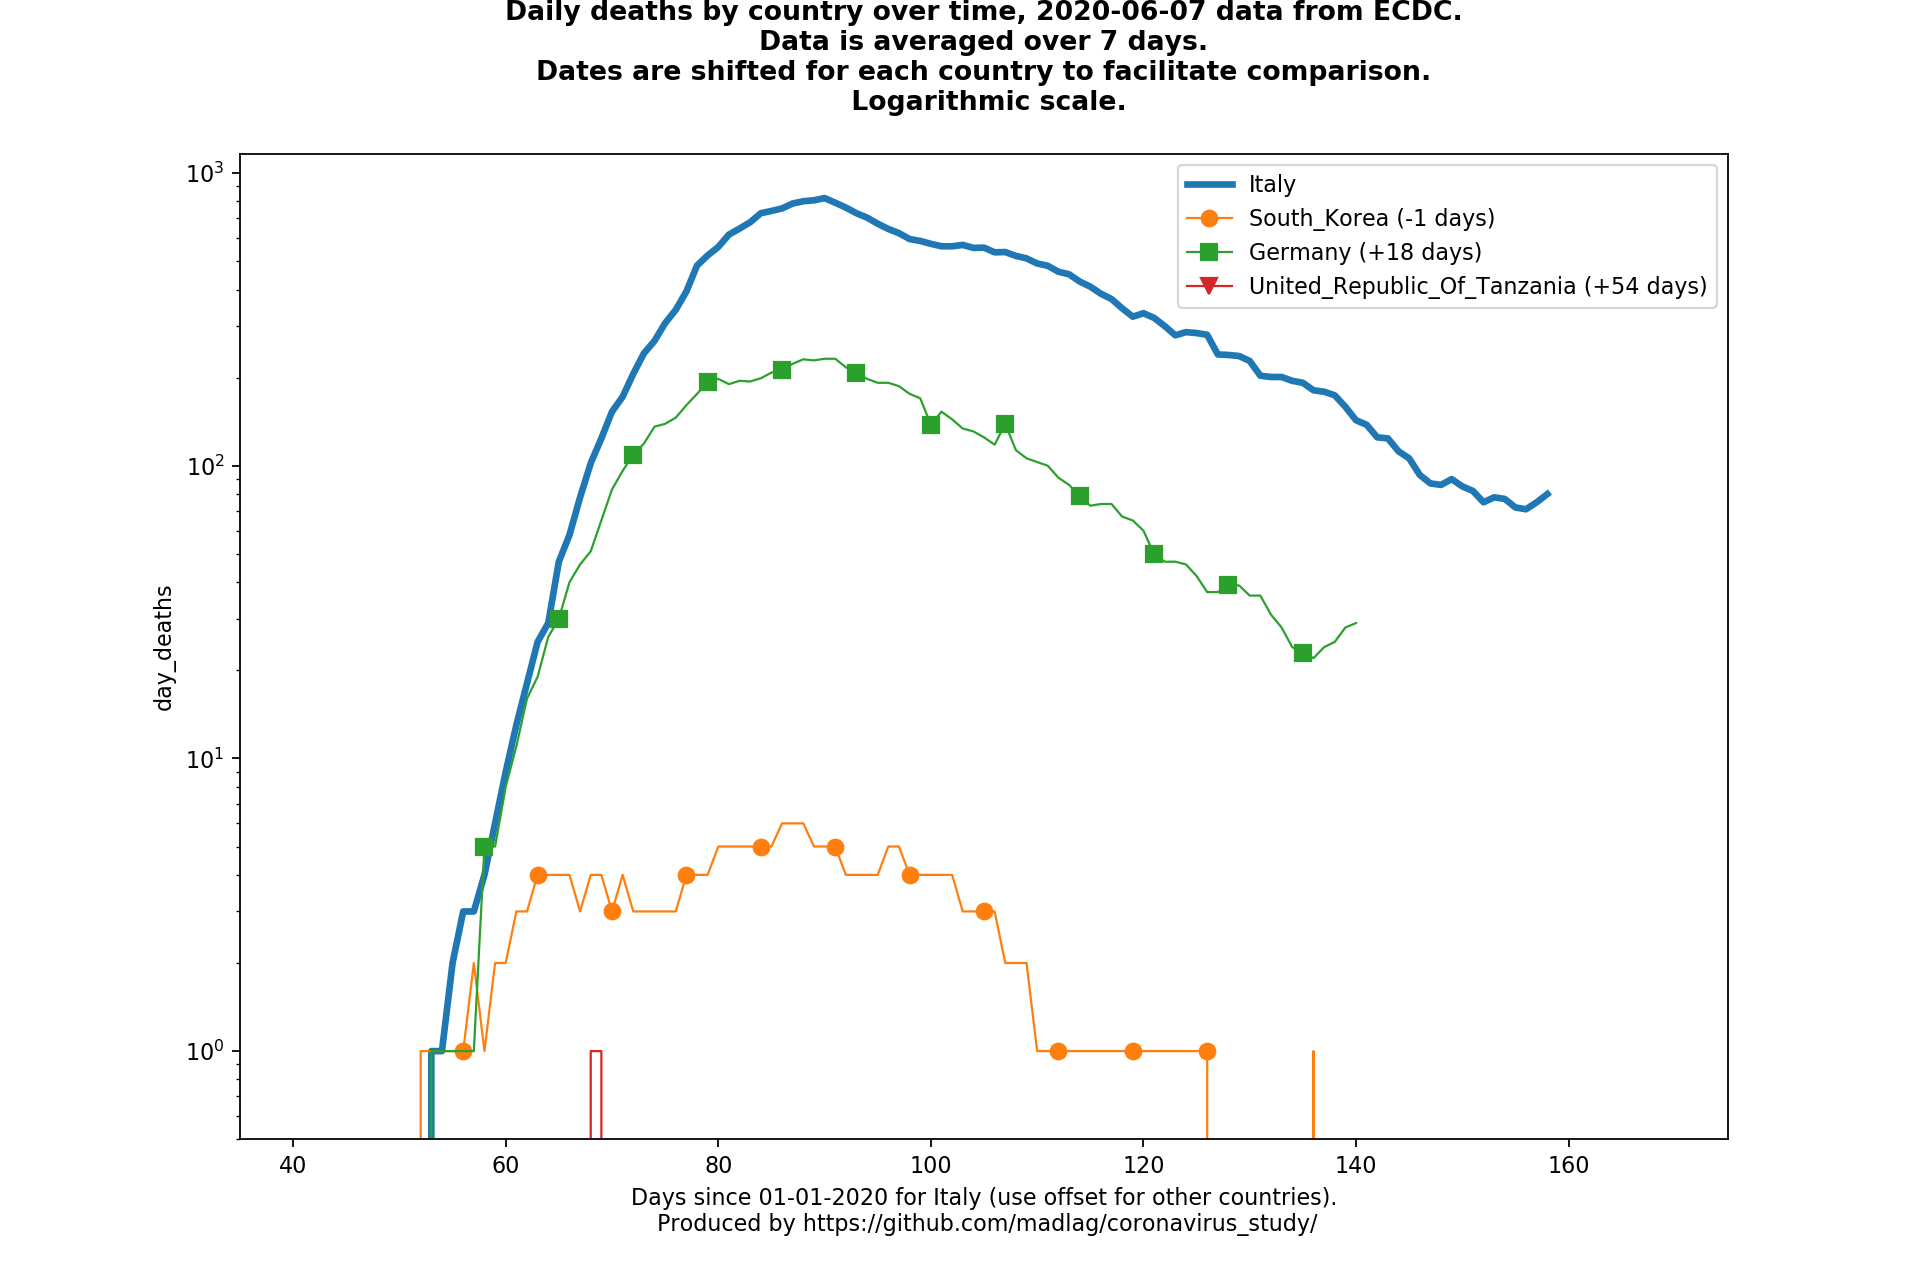 Daily deaths by country over time, 2020-06-07 data from ECDC.
Data is averaged over 7 days.
Dates are shifted for each country to facilitate comparison.
Logarithmic scale.
10³
10²
10¹
10⁰
day_deaths
Italy
South_Korea (-1 days)
Germany (+18 days)
United_Republic_Of_Tanzania (+54 days)
40 60 80 100 120 140 160
Days since 01-01-2020 for Italy (use offset for other countries).
Produced by https://github.com/madlag/coronavirus_study/